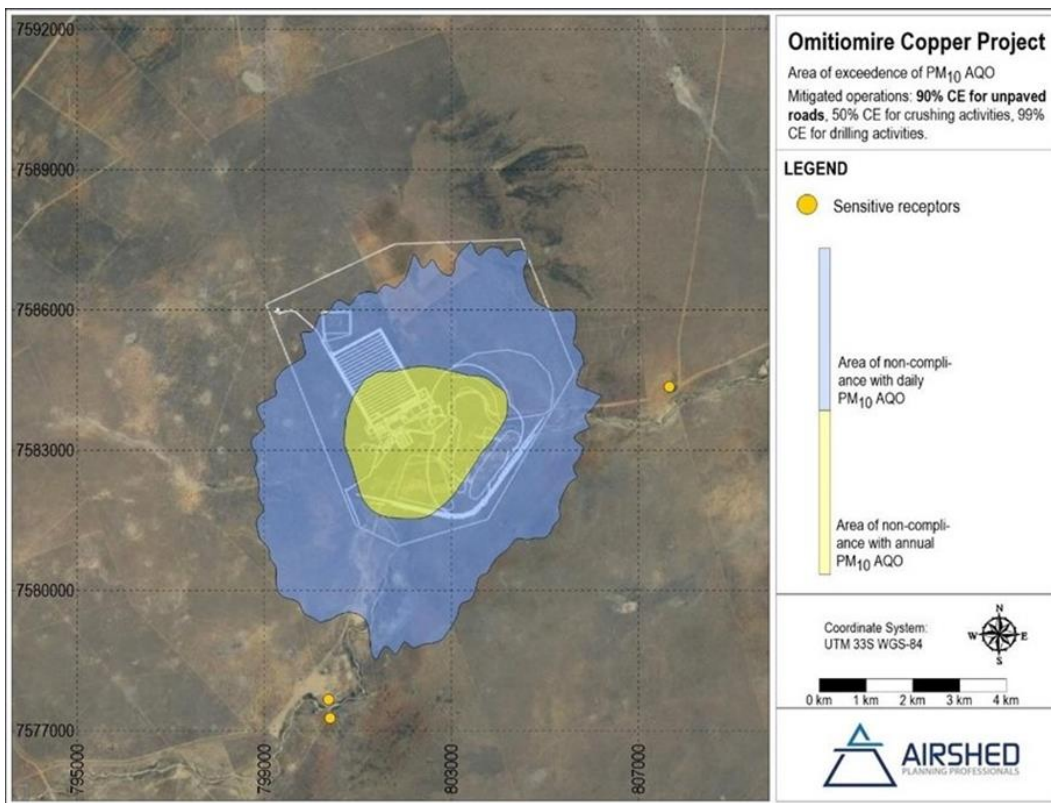 7592000
7589000
7586000
7583000
7580000
7577000
795000
799000
803000
807000
Omitiomire Copper Project
Area of exceedence of PM10 AQO
Mitigated operations: 90% CE for unpaved
roads, 50% CE for crushing activities, 99%
CE for drilling activities.
LEGEND
Sensitive receptors
Area of non-compli-
ance with daily
PM10 AQO
Area of non-compli-
ance with annual
PM10 AQO
Coordinate System:
UTM 33S WGS-84
N
W
E
S
0 km 1 km 2 km 3 km 4 km
AIRSHED
PLANNING PROFESSIONALS